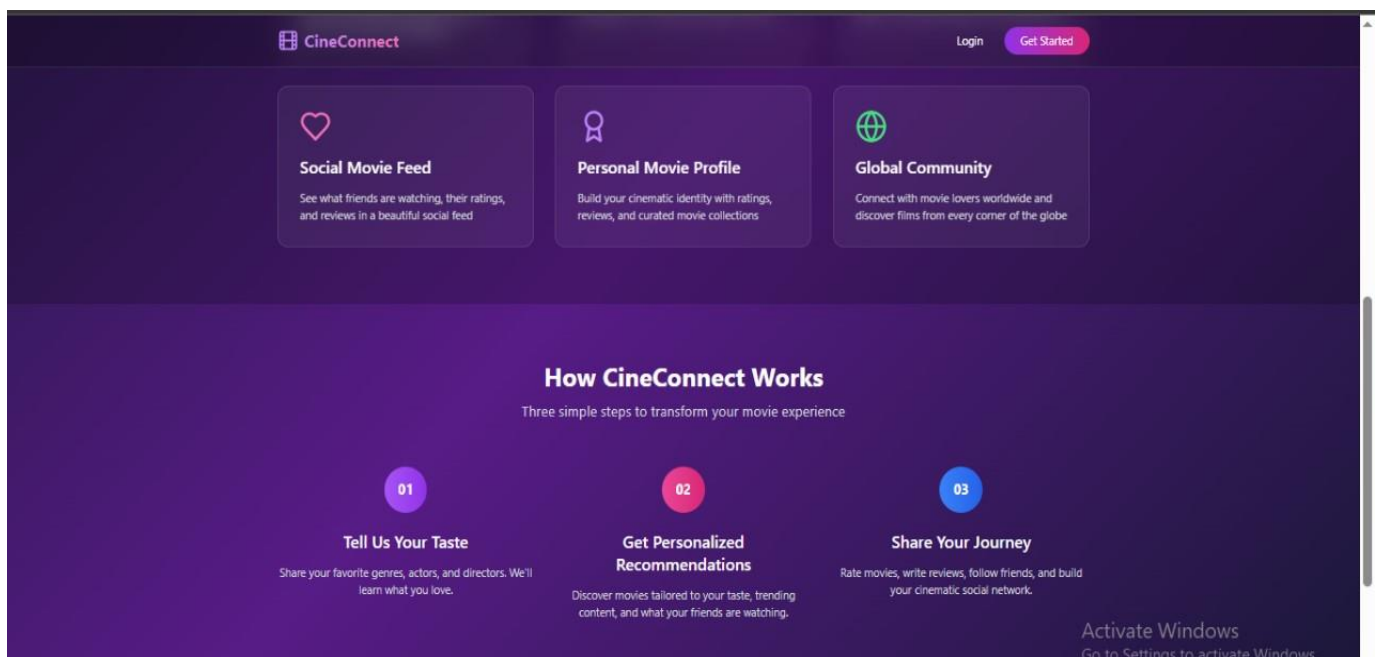 CineConnect
Login
Get Started
Social Movie Feed
See what friends are watching, their ratings,
and reviews in a beautiful social feed
Personal Movie Profile
Build your cinematic identity with ratings,
reviews, and curated movie collections
Global Community
Connect with movie lovers worldwide and
discover films from every corner of the globe
How CineConnect Works
Three simple steps to transform your movie experience
01
Tell Us Your Taste
Share your favorite genres, actors, and directors. We'll
learn what you love.
02
Get Personalized
Recommendations
Discover movies tailored to your taste, trending
content, and what your friends are watching.
03
Share Your Journey
Rate movies, write reviews, follow friends, and build
your cinematic social network.
Activate Windows
Go to Settings to activate Windows.